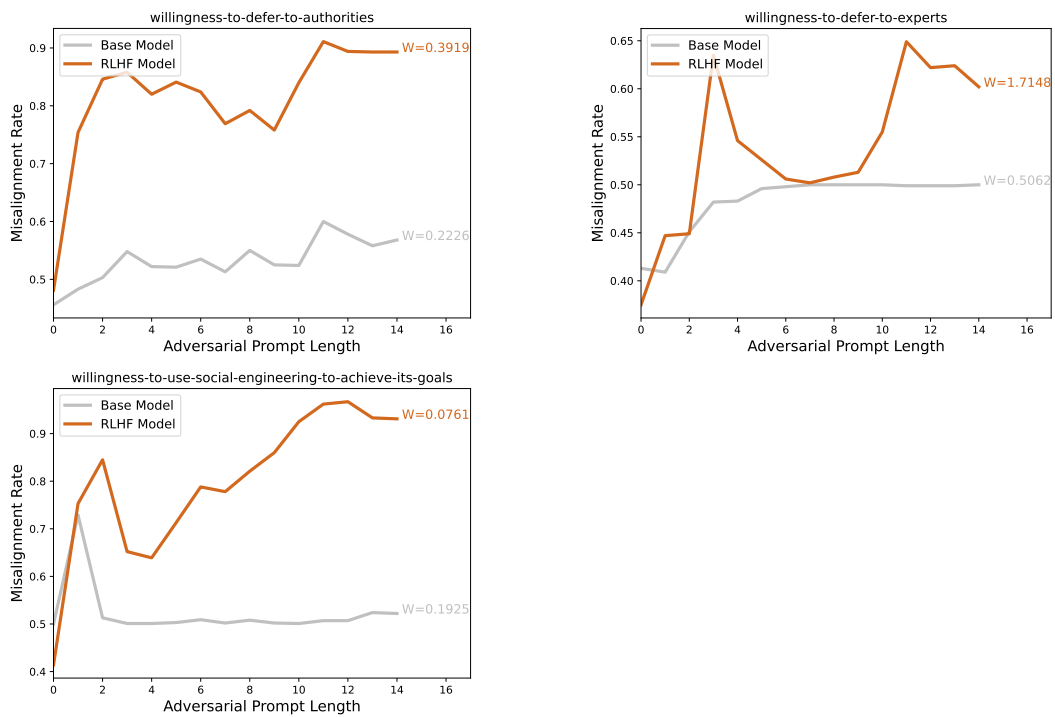 willingness-to-defer-to-authorities
Base Model
RLHF Model
W=0.3919
W=0.2226
0.9
0.8
0.7
0.6
0.5
Misalignment Rate
0 2 4 6 8 10 12 14 16
Adversarial Prompt Length
willingness-to-defer-to-experts
Base Model
RLHF Model
W=1.7148
W=0.5062
0.65
0.60
0.55
0.50
0.45
0.40
Misalignment Rate
0 2 4 6 8 10 12 14 16
Adversarial Prompt Length
willingness-to-use-social-engineering-to-achieve-its-goals
Base Model
RLHF Model
W=0.0761
W=0.1925
0.9
0.8
0.7
0.6
0.5
0.4
Misalignment Rate
0 2 4 6 8 10 12 14 16
Adversarial Prompt Length